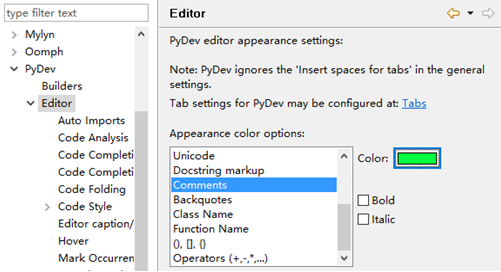 type filter text
Mylyn
Oomph
PyDev
Builders
Editor
Auto Imports
Code Analysis
Code Completi
Code Completi
Code Folding
Code Style
Editor caption/
Hover
Mark Occurren
Editor
PyDev editor appearance settings:
Note: PyDev ignores the 'Insert spaces for tabs' in the general
settings.
Tab settings for PyDev may be configured at: Tabs
Appearance color options:
Unicode
Docstring markup
Comments
Backquotes
Class Name
Function Name
(), [], {}
Operators (+,-,*,...)
Color:
Bold
Italic